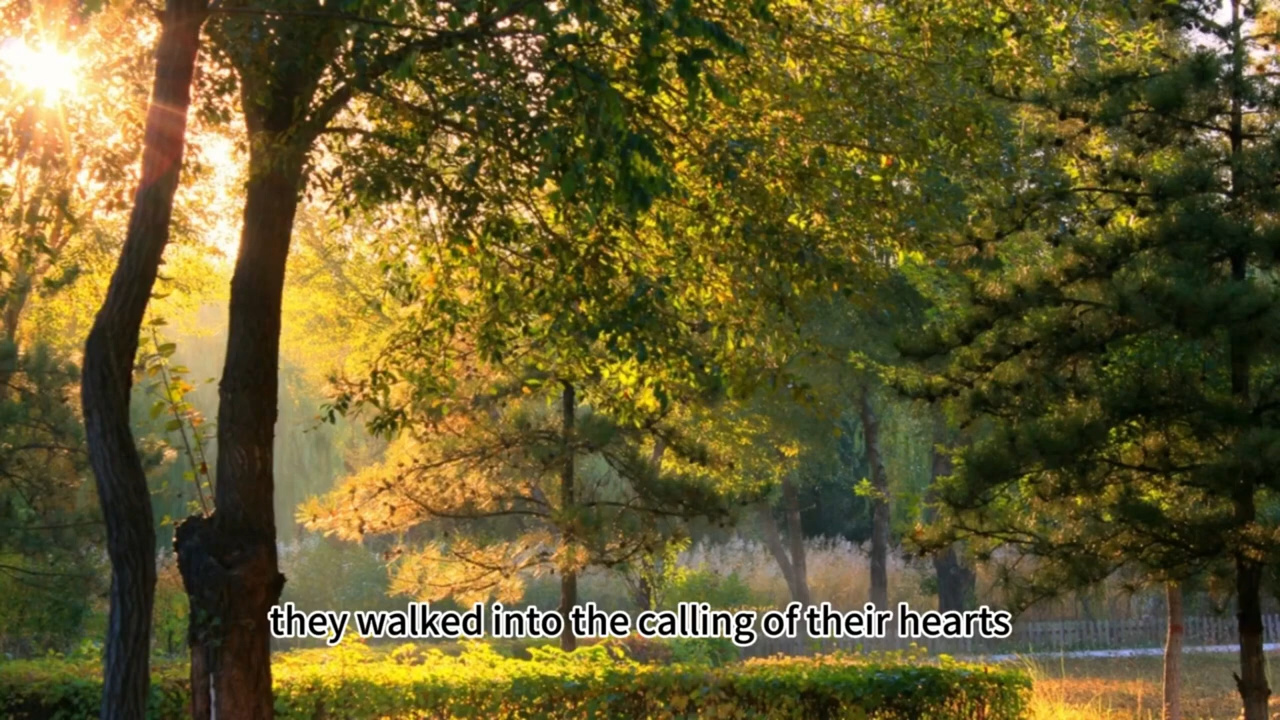 they walked into the calling of their hearts